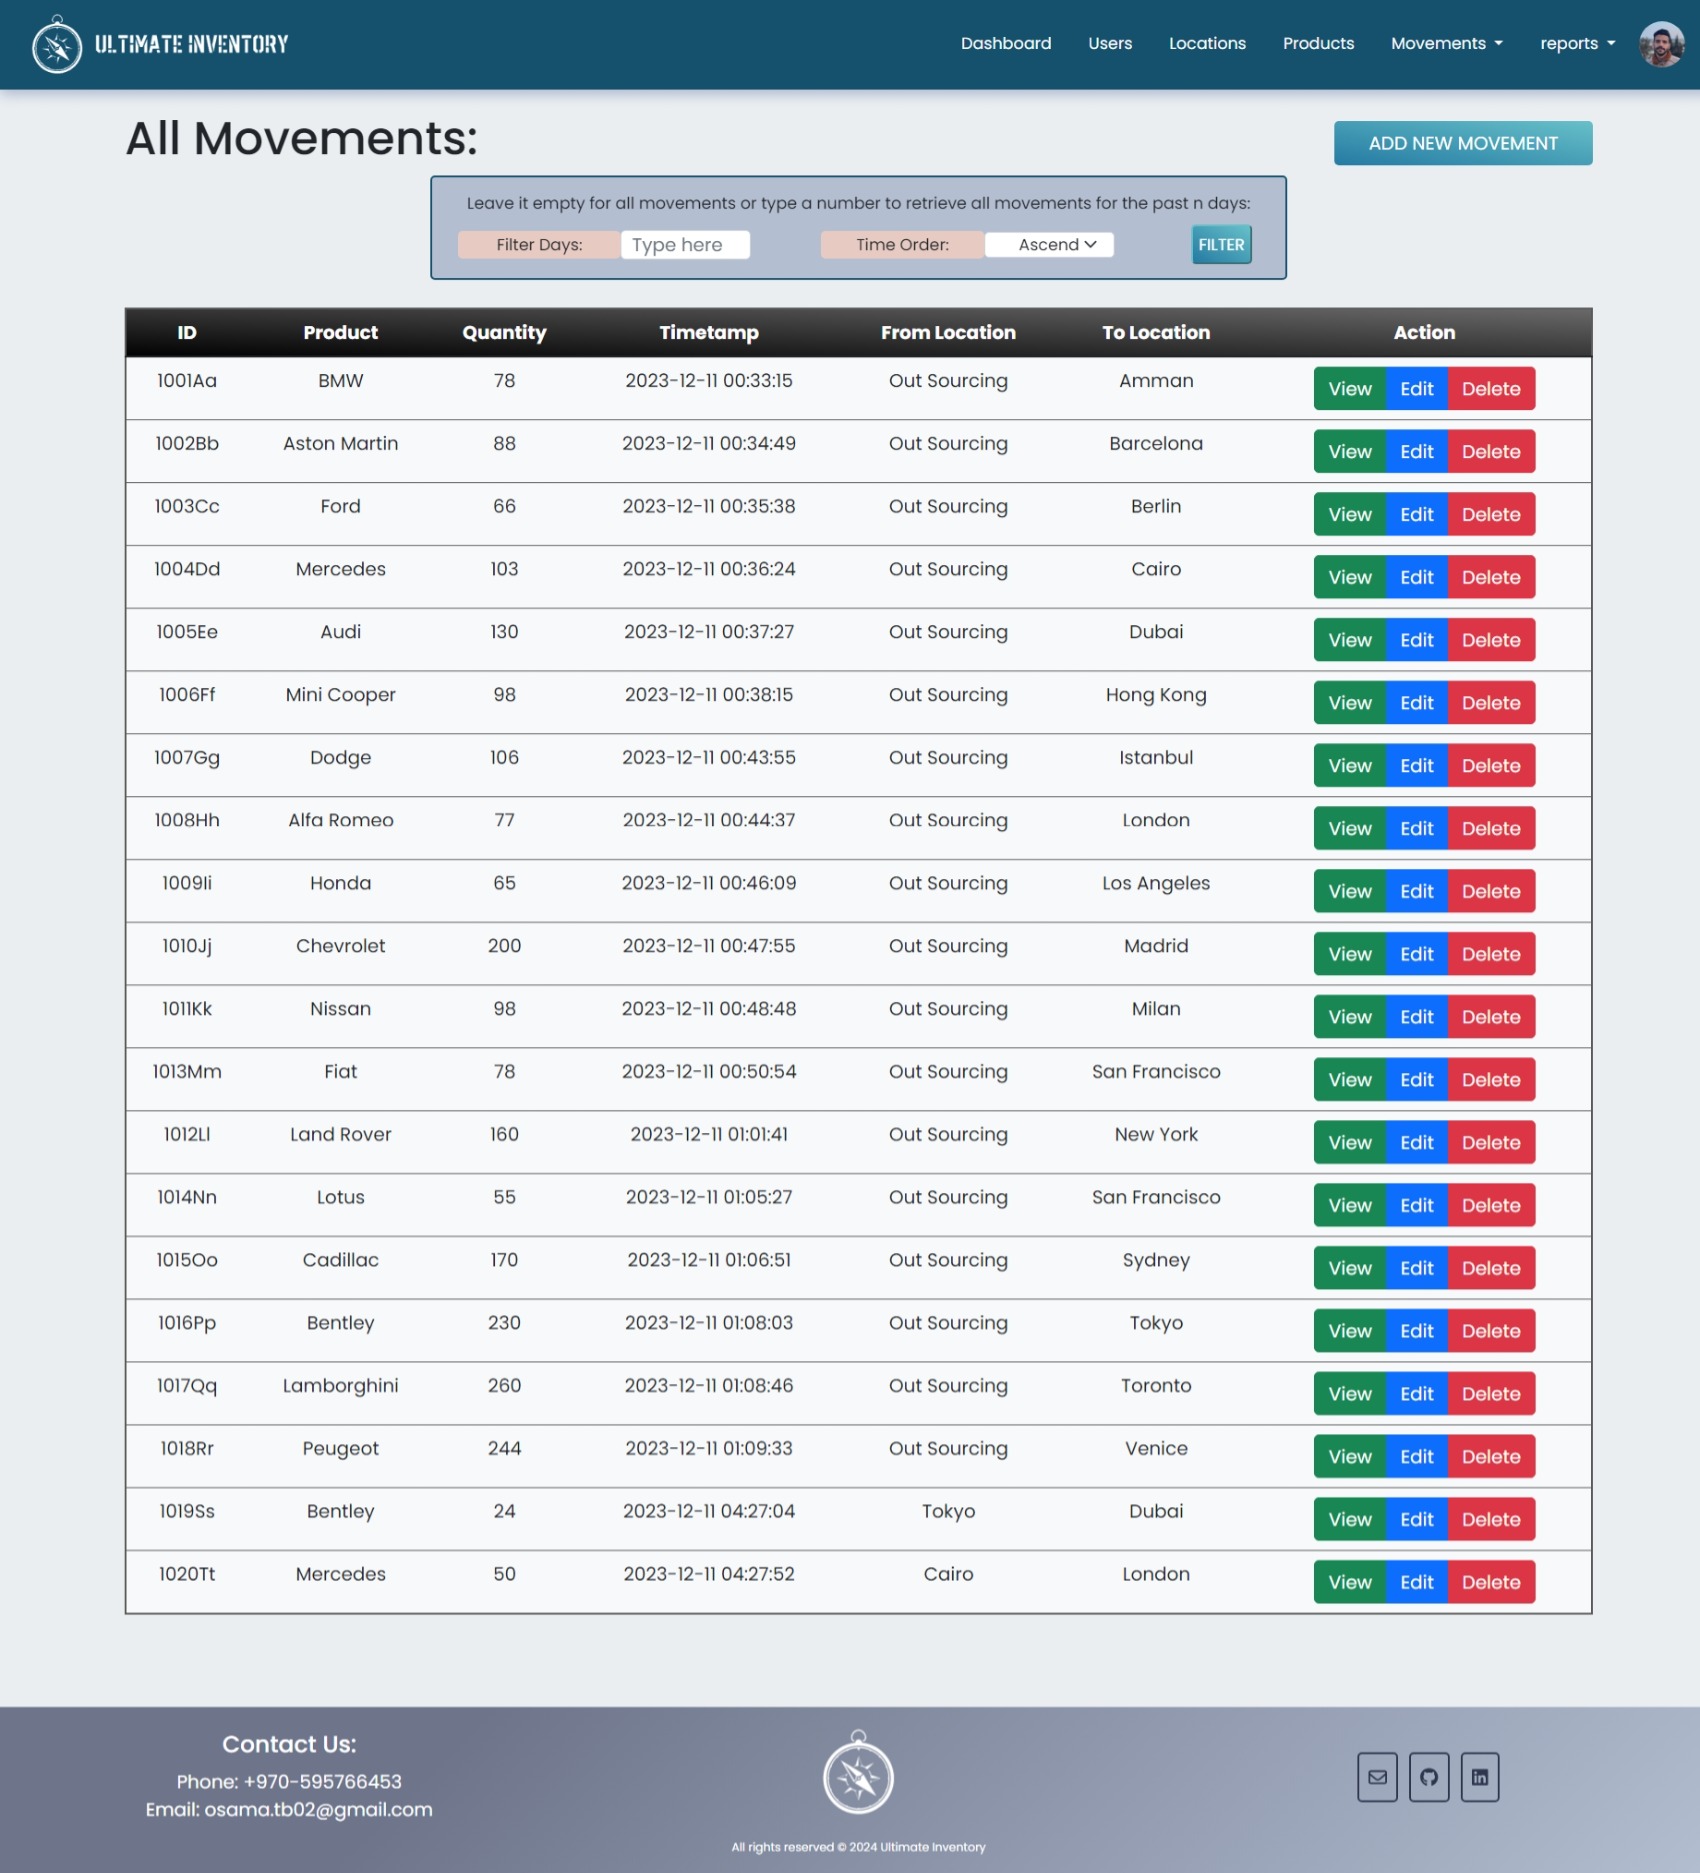 ULTIMATE INVENTORY Dashboard Users Locations Products Movements reports
All Movements: ADD NEW MOVEMENT
Leave it empty for all movements or type a number to retrieve all movements for the past n days:
Filter Days: Type here Time Order: Ascend FILTER
ID Product Quantity Timetamp From Location To Location Action
1001Aa BMW 78 2023-12-11 00:33:15 Out Sourcing Amman View Edit Delete
1002Bb Aston Martin 88 2023-12-11 00:34:49 Out Sourcing Barcelona View Edit Delete
1003Cc Ford 66 2023-12-11 00:35:38 Out Sourcing Berlin View Edit Delete
1004Dd Mercedes 103 2023-12-11 00:36:24 Out Sourcing Cairo View Edit Delete
1005Ee Audi 130 2023-12-11 00:37:27 Out Sourcing Dubai View Edit Delete
1006Ff Mini Cooper 98 2023-12-11 00:38:15 Out Sourcing Hong Kong View Edit Delete
1007Gg Dodge 106 2023-12-11 00:43:55 Out Sourcing Istanbul View Edit Delete
1008Hh Alfa Romeo 77 2023-12-11 00:44:37 Out Sourcing London View Edit Delete
1009Ii Honda 65 2023-12-11 00:46:09 Out Sourcing Los Angeles View Edit Delete
1010Jj Chevrolet 200 2023-12-11 00:47:55 Out Sourcing Madrid View Edit Delete
1011Kk Nissan 98 2023-12-11 00:48:48 Out Sourcing Milan View Edit Delete
1013Mm Fiat 78 2023-12-11 00:50:54 Out Sourcing San Francisco View Edit Delete
1012Ll Land Rover 160 2023-12-11 01:01:41 Out Sourcing New York View Edit Delete
1014Nn Lotus 55 2023-12-11 01:05:27 Out Sourcing San Francisco View Edit Delete
1015Oo Cadillac 170 2023-12-11 01:06:51 Out Sourcing Sydney View Edit Delete
1016Pp Bentley 230 2023-12-11 01:08:03 Out Sourcing Tokyo View Edit Delete
1017Qq Lamborghini 260 2023-12-11 01:08:46 Out Sourcing Toronto View Edit Delete
1018Rr Peugeot 244 2023-12-11 01:09:33 Out Sourcing Venice View Edit Delete
1019Ss Bentley 24 2023-12-11 04:27:04 Tokyo Dubai View Edit Delete
1020Tt Mercedes 50 2023-12-11 04:27:52 Cairo London View Edit Delete
Contact Us:
Phone: +970-595766453
Email: osama.tb02@gmail.com
All rights reserved © 2024 Ultimate Inventory